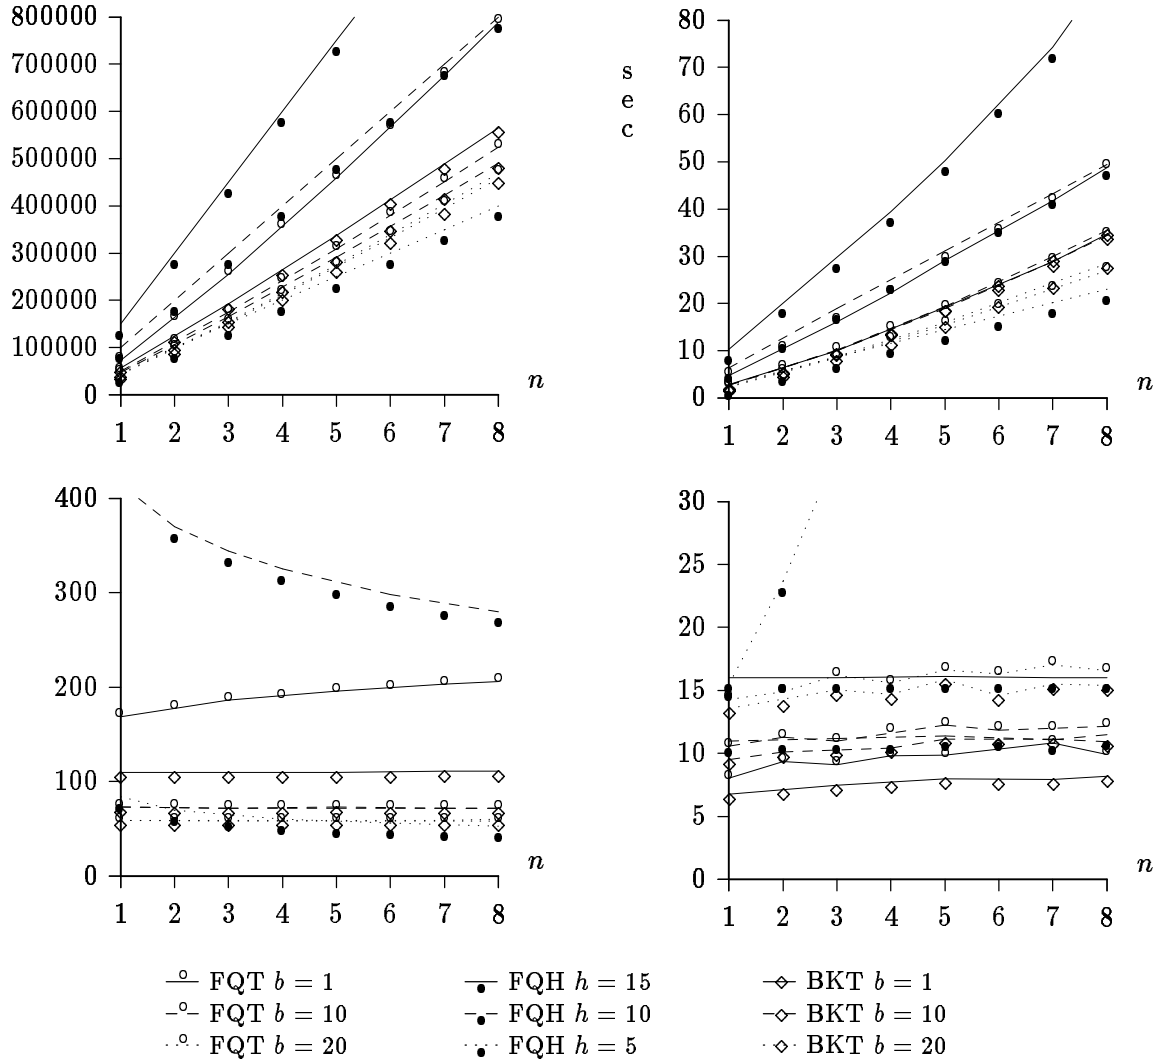 800000
700000
600000
500000
400000
300000
200000
100000
0
1 2 3 4 5 6 7 8
n
80
70
60
50
40
30
20
10
0
s
e
c
1 2 3 4 5 6 7 8
n
400
300
200
100
0
1 2 3 4 5 6 7 8
n
30
25
20
15
10
5
0
1 2 3 4 5 6 7 8
n
FQT b = 1
FQH h = 15
BKT b = 1
FQT b = 10
FQH h = 10
BKT b = 10
FQT b = 20
FQH h = 5
BKT b = 20